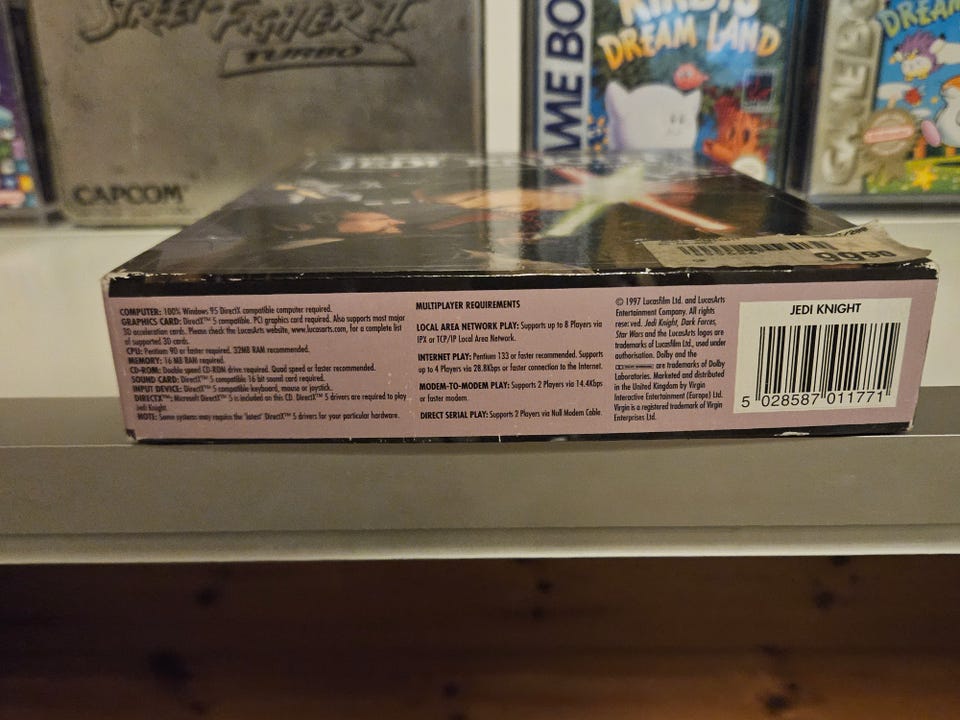 STREET FIGHTER II
TURBO
CAPCOM
GAME BO
KIRBY'S
DREAM LAND
GAME BO
DREAM
COMPUTER: 100% Windows 95 DirectX compatible computer required.
GRAPHICS CARD: DirectX™ 5 compatible. PCI graphics card required. Also supports most major
3D acceleration cards. Please check the LucasArts website, www.lucasarts.com, for a complete list
of supported 3D cards.
CPU: Pentium 90 or faster required. 32MB RAM recommended.
MEMORY: 16 MB RAM required.
CD-ROM: Double speed CD-ROM drive required. Quad speed or faster recommended.
SOUND CARD: DirectX™ 5 compatible 16 bit sound card required.
INPUT DEVICE: DirectX™ 5 compatible keyboard, mouse or joystick.
DIRECTX™: Microsoft DirectX™ 5 is included on this CD. DirectX™ 5 drivers are required to play
Jedi Knight.
NOTE: Some systems may require the 'latest' DirectX™ 5 drivers for your particular hardware.
MULTIPLAYER REQUIREMENTS
LOCAL AREA NETWORK PLAY: Supports up to 8 Players via
IPX or TCP/IP Local Area Network.
INTERNET PLAY: Pentium 133 or faster recommended. Supports
up to 4 Players via 28.8Kbps or faster connection to the Internet.
MODEM-TO-MODEM PLAY: Supports 2 Players via 14.4Kbps
or faster modem.
DIRECT SERIAL PLAY: Supports 2 Players via Null Modem Cable.
© 1997 Lucasfilm Ltd. and LucasArts
Entertainment Company. All rights
reserved. Jedi Knight, Dark Forces,
Star Wars and the LucasArts logos are
trademarks of Lucasfilm Ltd., used under
authorisation. Dolby and the
are trademarks of Dolby
Laboratories. Marketed and distributed
in the United Kingdom by Virgin
Interactive Entertainment (Europe) Ltd.
Virgin is a registered trademark of Virgin
Enterprises Ltd.
JEDI KNIGHT
5 028587 011771